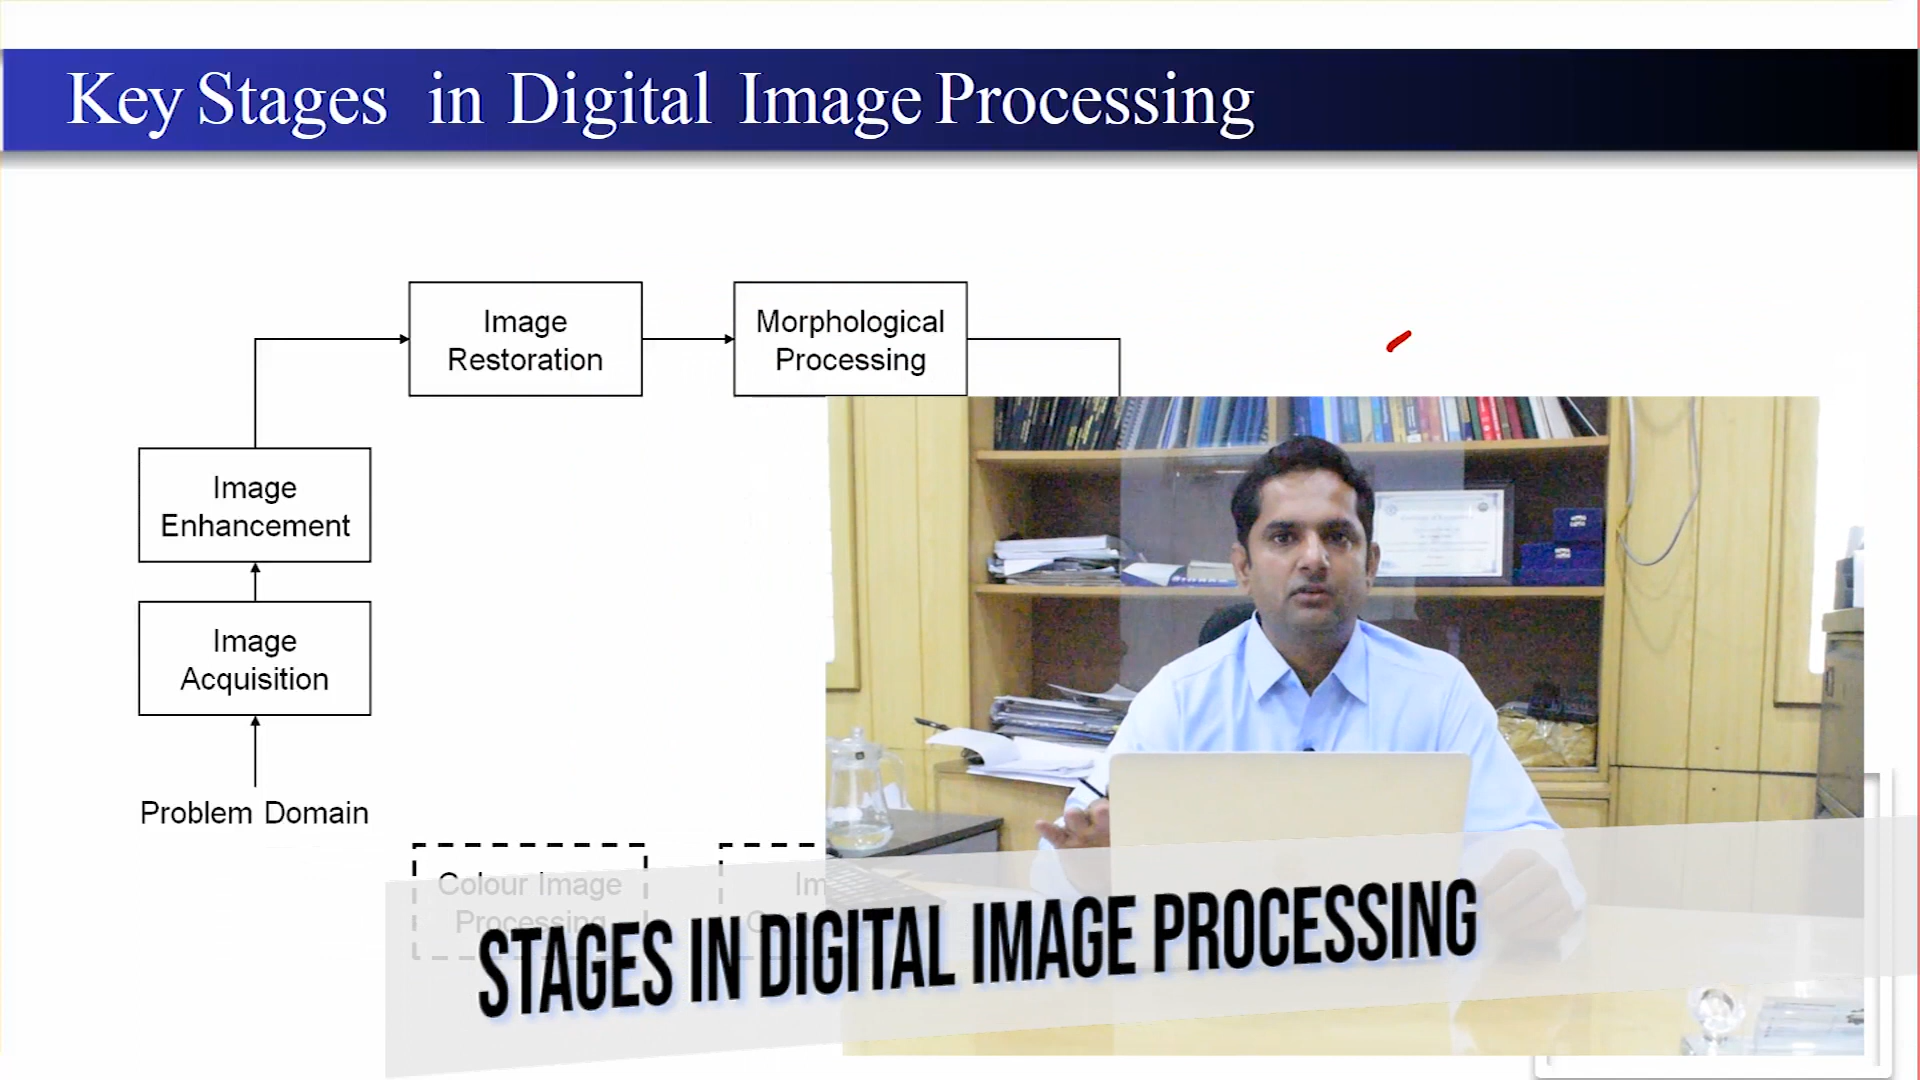 Key Stages in Digital Image Processing
Image
Restoration
Morphological
Processing
Image
Enhancement
Image
Acquisition
Problem Domain
Colour Image
Processing
STAGES IN DIGITAL IMAGE PROCESSING